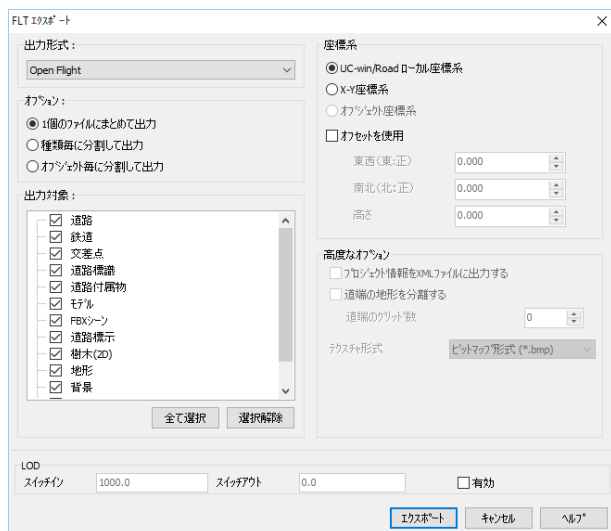 FLT ｴｸｽﾎﾟｰﾄ
出力形式：
Open Flight
ｵﾌﾟｼｮﾝ：
1個のﾌｧｲﾙにまとめて出力
種類毎に分割して出力
ｵﾌﾞｼﾞｪｸﾄ毎に分割して出力
出力対象：
道路
鉄道
交差点
道路標識
道路付属物
ﾓﾃﾞﾙ
FBXｼｰﾝ
道路標示
樹木(2D)
地形
背景
全て選択
選択解除
座標系
UC-win/Road ﾛｰｶﾙ座標系
X-Y座標系
ｵﾌﾞｼﾞｪｸﾄ座標系
ｵﾌｾｯﾄを使用
東西(東:正)
0.000
南北(北:正)
0.000
高さ
0.000
高度なｵﾌﾟｼｮﾝ
ﾌﾟﾛｼﾞｪｸﾄ情報をXMLﾌｧｲﾙに出力する
道端の地形を分離する
道端のｸﾞﾘｯﾄﾞ数
0
ﾃｸｽﾁｬ形式
ﾋﾞｯﾄﾏｯﾌﾟ形式 (*.bmp)
LOD
ｽｲｯﾁｲﾝ
1000.0
ｽｲｯﾁｱｳﾄ
0.0
有効
ｴｸｽﾎﾟｰﾄ
ｷｬﾝｾﾙ
ﾍﾙﾌﾟ